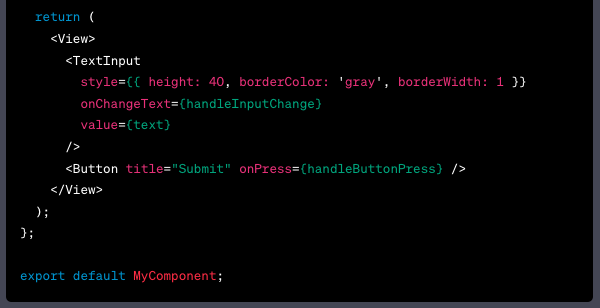 return (
<View>
<TextInput
style={{ height: 40, borderColor: 'gray', borderWidth: 1 }}
onChangeText={handleInputChange}
value={text}
/>
<Button title="Submit" onPress={handleButtonPress} />
</View>
);
};
export default MyComponent;